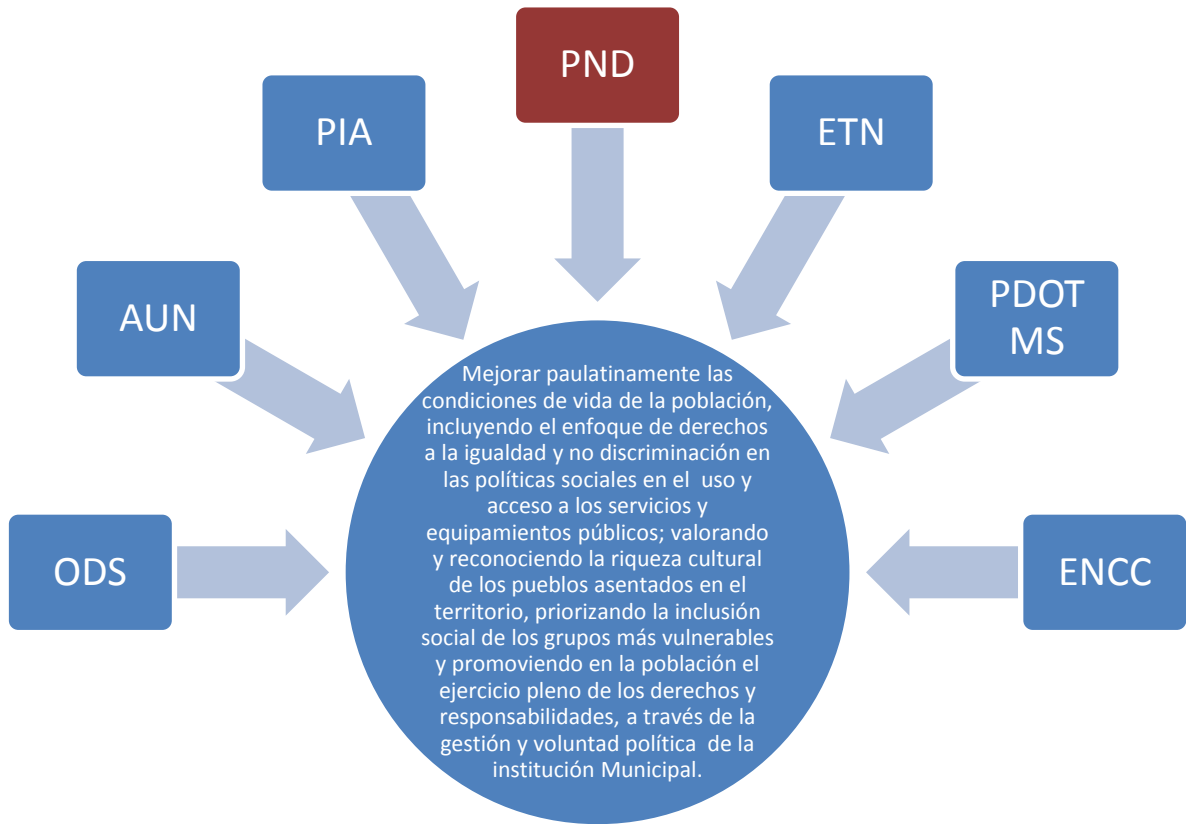 PND
PIA
ETN
AUN
PDOT
MS
ODS
ENCC
Mejorar paulatinamente las
condiciones de vida de la población,
incluyendo el enfoque de derechos
a la igualdad y no discriminación en
las políticas sociales en el  uso y
acceso a los servicios y
equipamientos públicos; valorando
y reconociendo la riqueza cultural
de los pueblos asentados en el
territorio, priorizando la inclusión
social de los grupos más vulnerables
y promoviendo en la población el
ejercicio pleno de los derechos y
responsabilidades, a través de la
gestión y voluntad política  de la
institución Municipal.